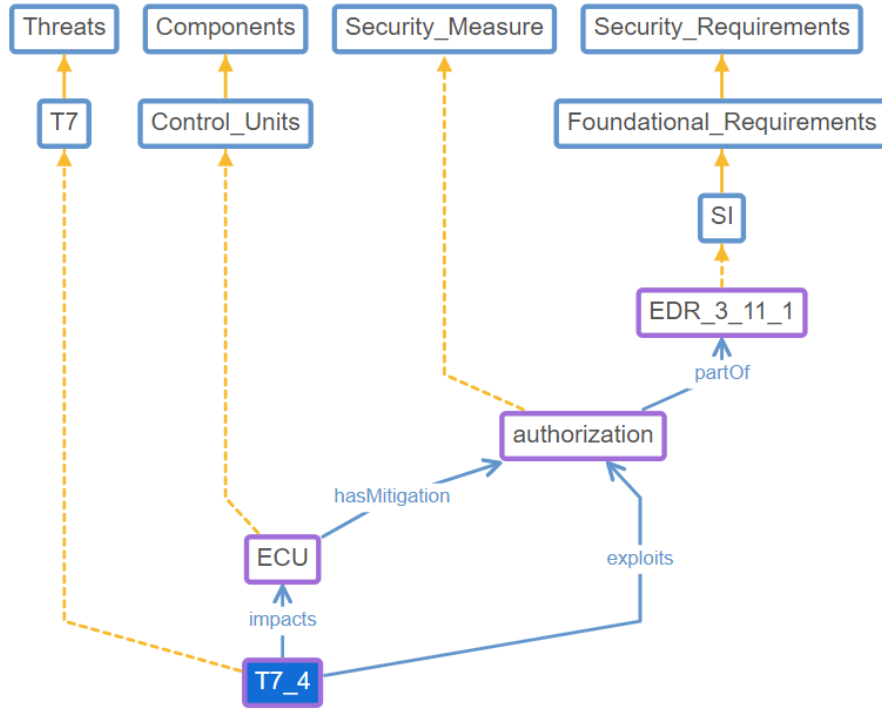 Threats
Components
Security_Measure
Security_Requirements
T7
Control_Units
Foundational_Requirements
SI
EDR_3_11_1
partOf
authorization
hasMitigation
ECU
exploits
impacts
T7_4